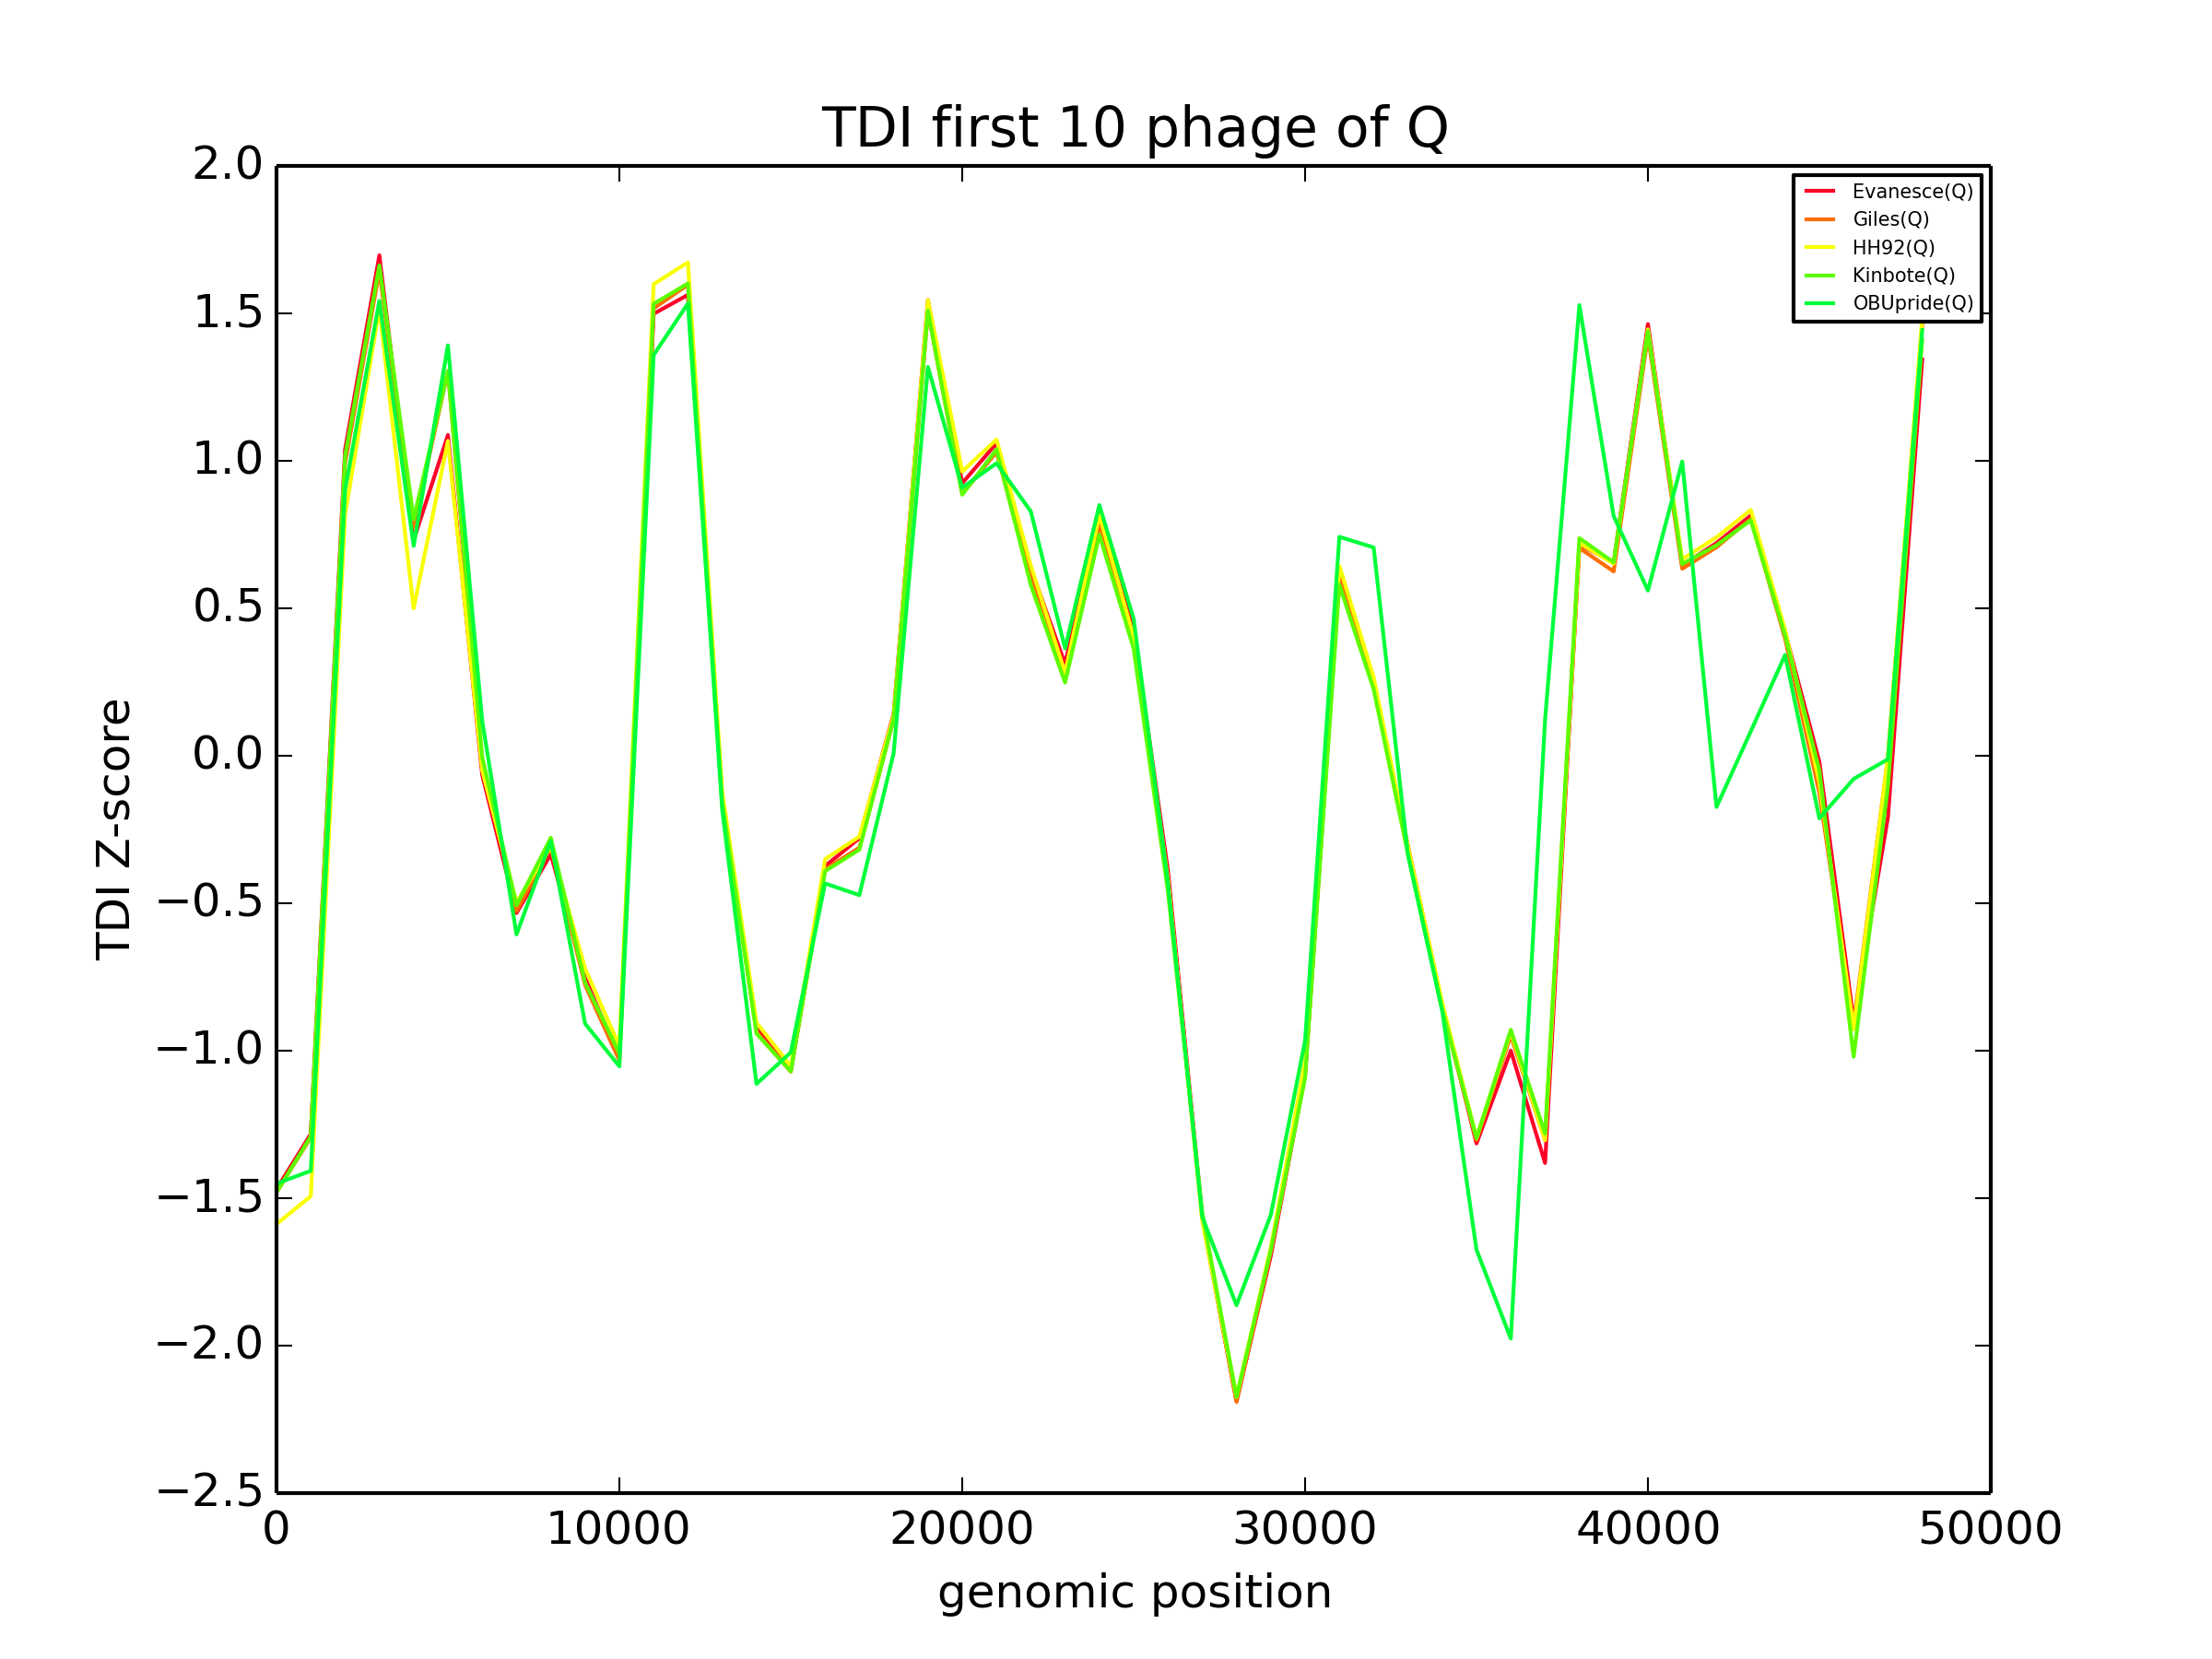 TDI first 10 phage of Q
2.0
1.5
1.0
0.5
0.0
−0.5
−1.0
−1.5
−2.0
−2.5
TDI Z-score
Evanesce(Q)
Giles(Q)
HH92(Q)
Kinbote(Q)
OBUpride(Q)
0 10000 20000 30000 40000 50000
genomic position